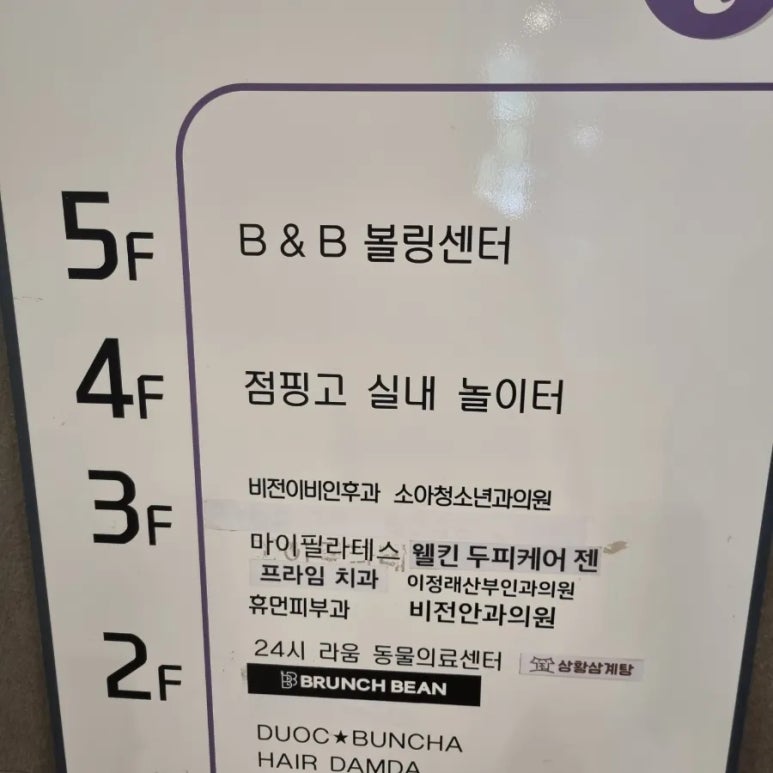 5F B & B 볼링센터
4F 점핑고 실내 놀이터
3F 비전이비인후과 소아청소년과의원
마이필라테스 웰킨 두피케어 젠
프라임 치과 이정래산부인과의원
휴먼피부과 비전안과의원
2F 24시 라움 동물의료센터 상황삼계탕
BRUNCH BEAN
DUOC★BUNCHA
HAIR DAMDA